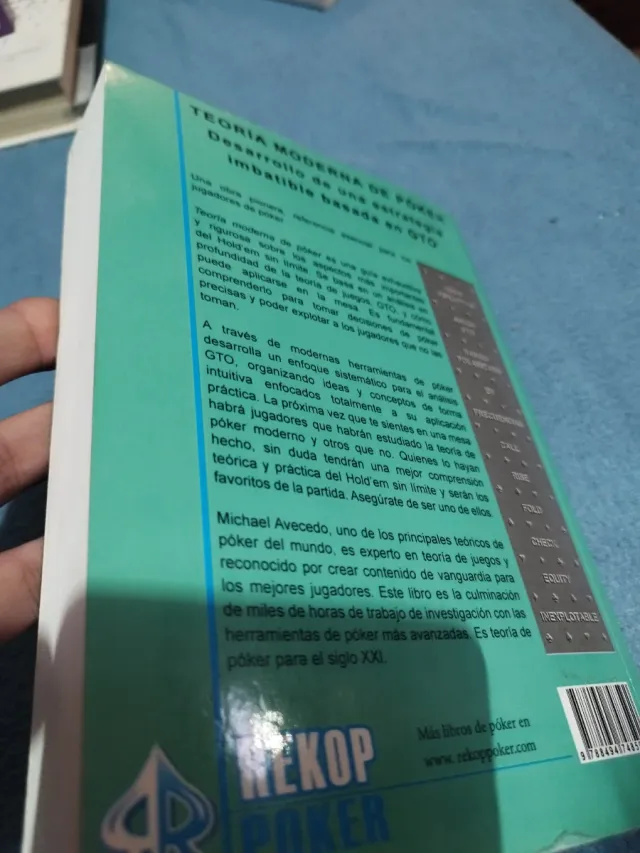 TEORÍA MODERNA DE PÓKER
Desarrollo de una estrategia
imbatible basada en GTO
Una obra pionera, referencia esencial para los
jugadores de póker
Teoría moderna de póker es una guía exhaustiva
y rigurosa sobre los aspectos más importantes
del Hold'em sin límite. Se basa en un análisis en
profundidad de la teoría de juegos, GTO, y cómo
puede aplicarse en la mesa. Es fundamental
comprenderlo para tomar decisiones de póker
precisas y poder explotar a los jugadores que no las
toman.
A través de modernas herramientas de póker
desarrolla un enfoque sistemático para el análisis
GTO, organizando ideas y conceptos de forma
intuitiva enfocados totalmente a su aplicación
práctica. La próxima vez que te sientes en una mesa
habrá jugadores que habrán estudiado la teoría de
póker moderno y otros que no. Quienes lo hayan
hecho, sin duda tendrán una mejor comprensión
teórica y práctica del Hold'em sin límite y serán los
favoritos de la partida. Asegúrate de ser uno de ellos.
Michael Avecedo, uno de los principales teóricos de
póker del mundo, es experto en teoría de juegos y
reconocido por crear contenido de vanguardia para
los mejores jugadores. Este libro es la culminación
de miles de horas de trabajo de investigación con las
herramientas de póker más avanzadas. Es teoría de
póker para el siglo XXI.
EV
FRECUENCIAS
CALL
RISE
FOLD
CHECK
EQUITY
INEXPLOTABLE
REKOP
POKER
Más libros de póker en
www.rekoppoker.com